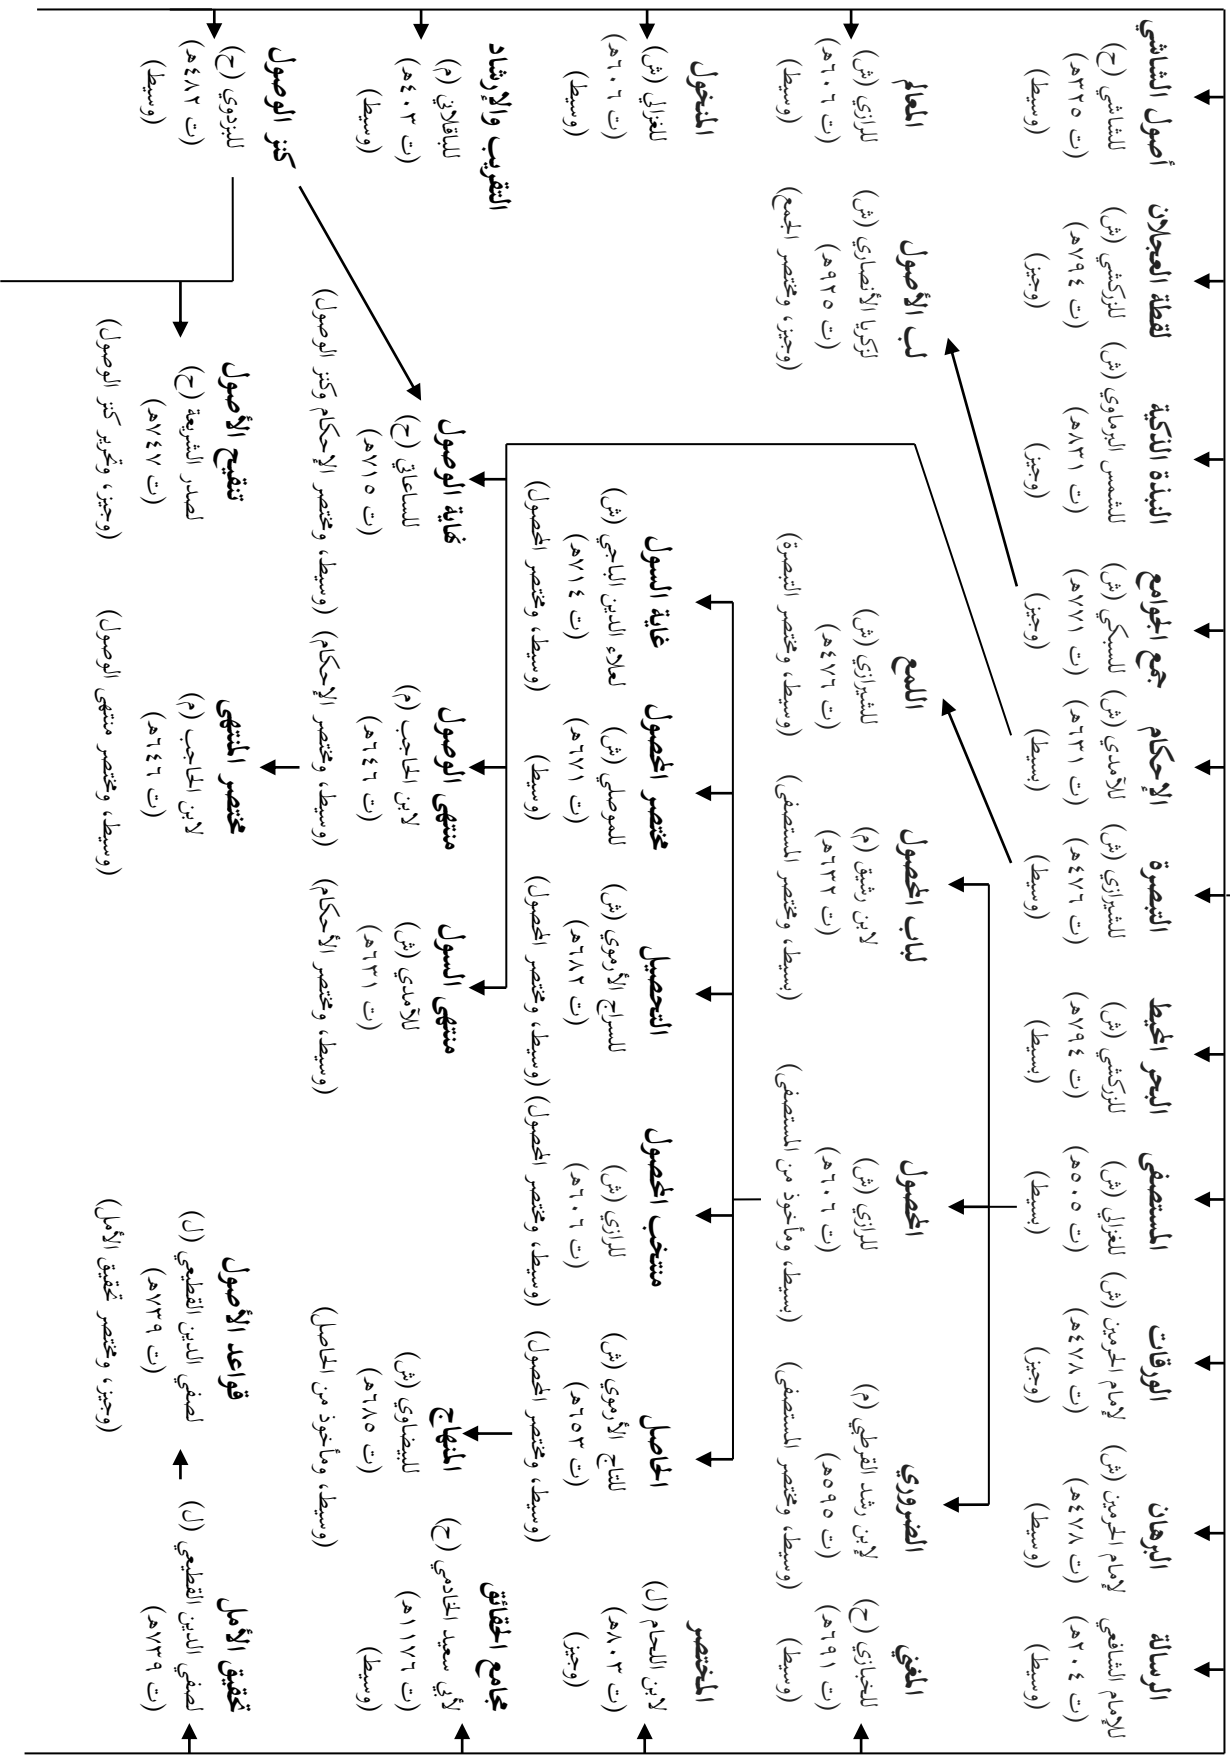 الرسالة
للإمام الشافعي
(ت ٢٠٤هـ)
(وسيط)
البرهان
لإمام الحرمين (ش)
(ت ٤٧٨هـ)
(وسيط)
الورقات
لإمام الحرمين (ش)
(ت ٤٧٨هـ)
(وجيز)
المستصفى
للغزالي (ش)
(ت ٥٠٥هـ)
(بسيط)
البحر المحيط
للزركشي (ش)
(ت ٧٩٤هـ)
(بسيط)
التبصرة
للشيرازي (ش)
(ت ٤٧٦هـ)
(وسيط)
الإحكام
للآمدي (ش)
(ت ٦٣١هـ)
(بسيط)
جمع الجوامع
للسبكي (ش)
(ت ٧٧١هـ)
(وجيز)
النبذة الذكية
للشمس البرماوي (ش)
(ت ٨٣١هـ)
(وجيز)
لقطة العجلان
للزركشي (ش)
(ت ٧٩٤هـ)
(وجيز)
أصول الشاشي
للشاشي (ح)
(ت ٣٢٥هـ)
(وسيط)
المغني
للخبازي (ح)
(ت ٦٩١هـ)
(وسيط)
الضروري
لابن رشد القرطبي (م)
(ت ٥٩٥هـ)
(وسيط، ومختصر المستصفى)
المحصول
للرازي (ش)
(ت ٦٠٦هـ)
(بسيط، ومأخوذ من المستصفى)
لباب المحصول
لابن رشيق (م)
(ت ٦٣٢هـ)
(بسيط، ومختصر المستصفى)
اللمع
للشيرازي (ش)
(ت ٤٧٦هـ)
(وسيط، ومختصر التبصرة)
لب الأصول
لزكريا الأنصاري (ش)
(ت ٩٢٥هـ)
(وجيز، ومختصر الجمع)
المعالم
للرازي (ش)
(ت ٦٠٦هـ)
(وسيط)
المختصر
لابن اللحام (ل)
(ت ٨٠٣هـ)
(وجيز)
الحاصل
للتاج الأرموي (ش)
(ت ٦٥٣هـ)
(وسيط، ومختصر المحصول)
منتخب المحصول
للرازي (ش)
(ت ٦٠٦هـ)
(وسيط، ومختصر المحصول)
التحصيل
للسراج الأرموي (ش)
(ت ٦٨٢هـ)
(وسيط، ومختصر المحصول)
مختصر المحصول
للموصلي (ش)
(ت ٦٧١هـ)
(وسيط)
غاية السول
لعلاء الدين الباجي (ش)
(ت ٧١٤هـ)
(وسيط، ومختصر المحصول)
المنخول
للغزالي (ش)
(ت ٦٠٦هـ)
(وسيط)
مجامع الحقائق
لأبي سعيد الخادمي (ح)
(ت ١١٧٦هـ)
(وسيط)
المنهاج
للبيضاوي (ش)
(ت ٦٨٥هـ)
(وسيط، ومأخوذ من الحاصل)
منتهى السول
للآمدي (ش)
(ت ٦٣١هـ)
(وسيط، ومختصر الأحكام)
منتهى الوصول
لابن الحاجب (م)
(ت ٦٤٦هـ)
(وسيط، ومختصر الإحكام)
نهاية الوصول
للساعاتي (ح)
(ت ٧١٥هـ)
(وسيط، ومختصر الإحكام وكنز الوصول)
التقريب والإرشاد
للباقلاني (م)
(ت ٤٠٣هـ)
(وسيط)
تحقيق الأمل
لصفي الدين القطيعي (ل)
(ت ٧٣٩هـ)
قواعد الأصول
لصفي الدين القطيعي (ل)
(ت ٧٣٩هـ)
(وجيز، ومختصر تحقيق الأمل)
مختصر المنتهى
لابن الحاجب (م)
(ت ٦٤٦هـ)
(وسيط، ومختصر منتهى الوصول)
تنقيح الأصول
لصدر الشريعة (ح)
(ت ٧٤٧هـ)
(وجيز، وتحرير كنز الوصول)
كنز الوصول
للبزدوي (ح)
(ت ٤٨٢هـ)
(وسيط)